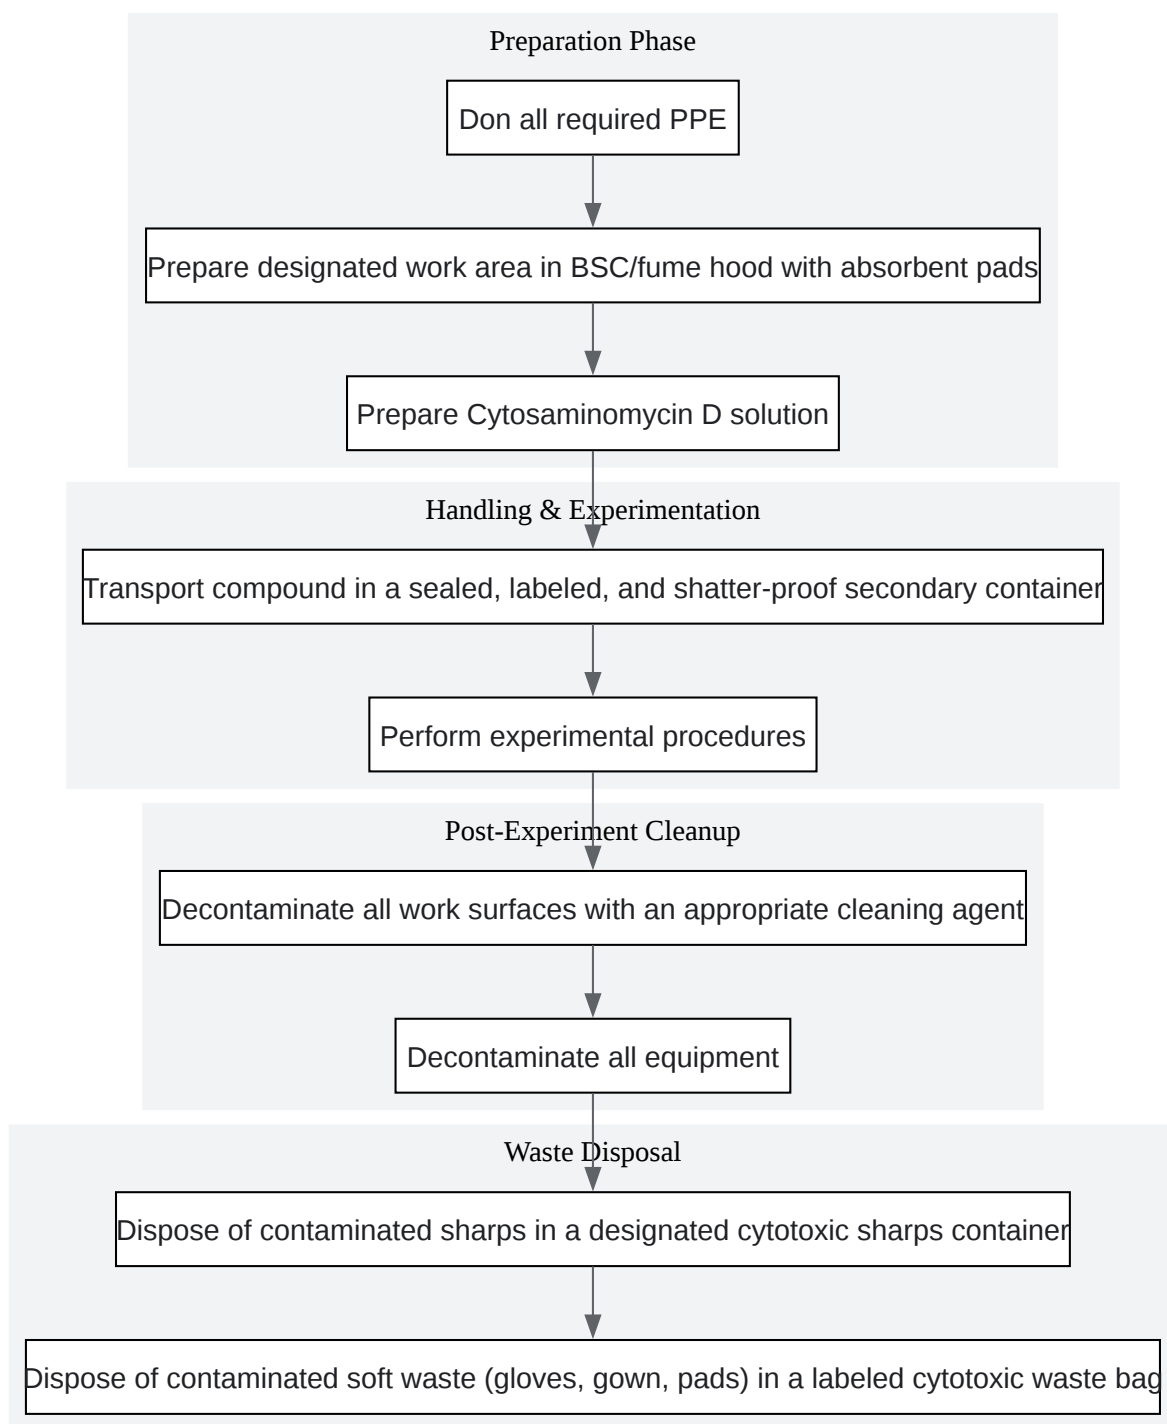 Preparation Phase
Don all required PPE
Prepare designated work area in BSC/fume hood with absorbent pads
Prepare Cytosaminomycin D solution
Handling & Experimentation
Transport compound in a sealed, labeled, and shatter-proof secondary container
Perform experimental procedures
Post-Experiment Cleanup
Decontaminate all work surfaces with an appropriate cleaning agent
Decontaminate all equipment
Waste Disposal
Dispose of contaminated sharps in a designated cytotoxic sharps container
Dispose of contaminated soft waste (gloves, gown, pads) in a labeled cytotoxic waste bag